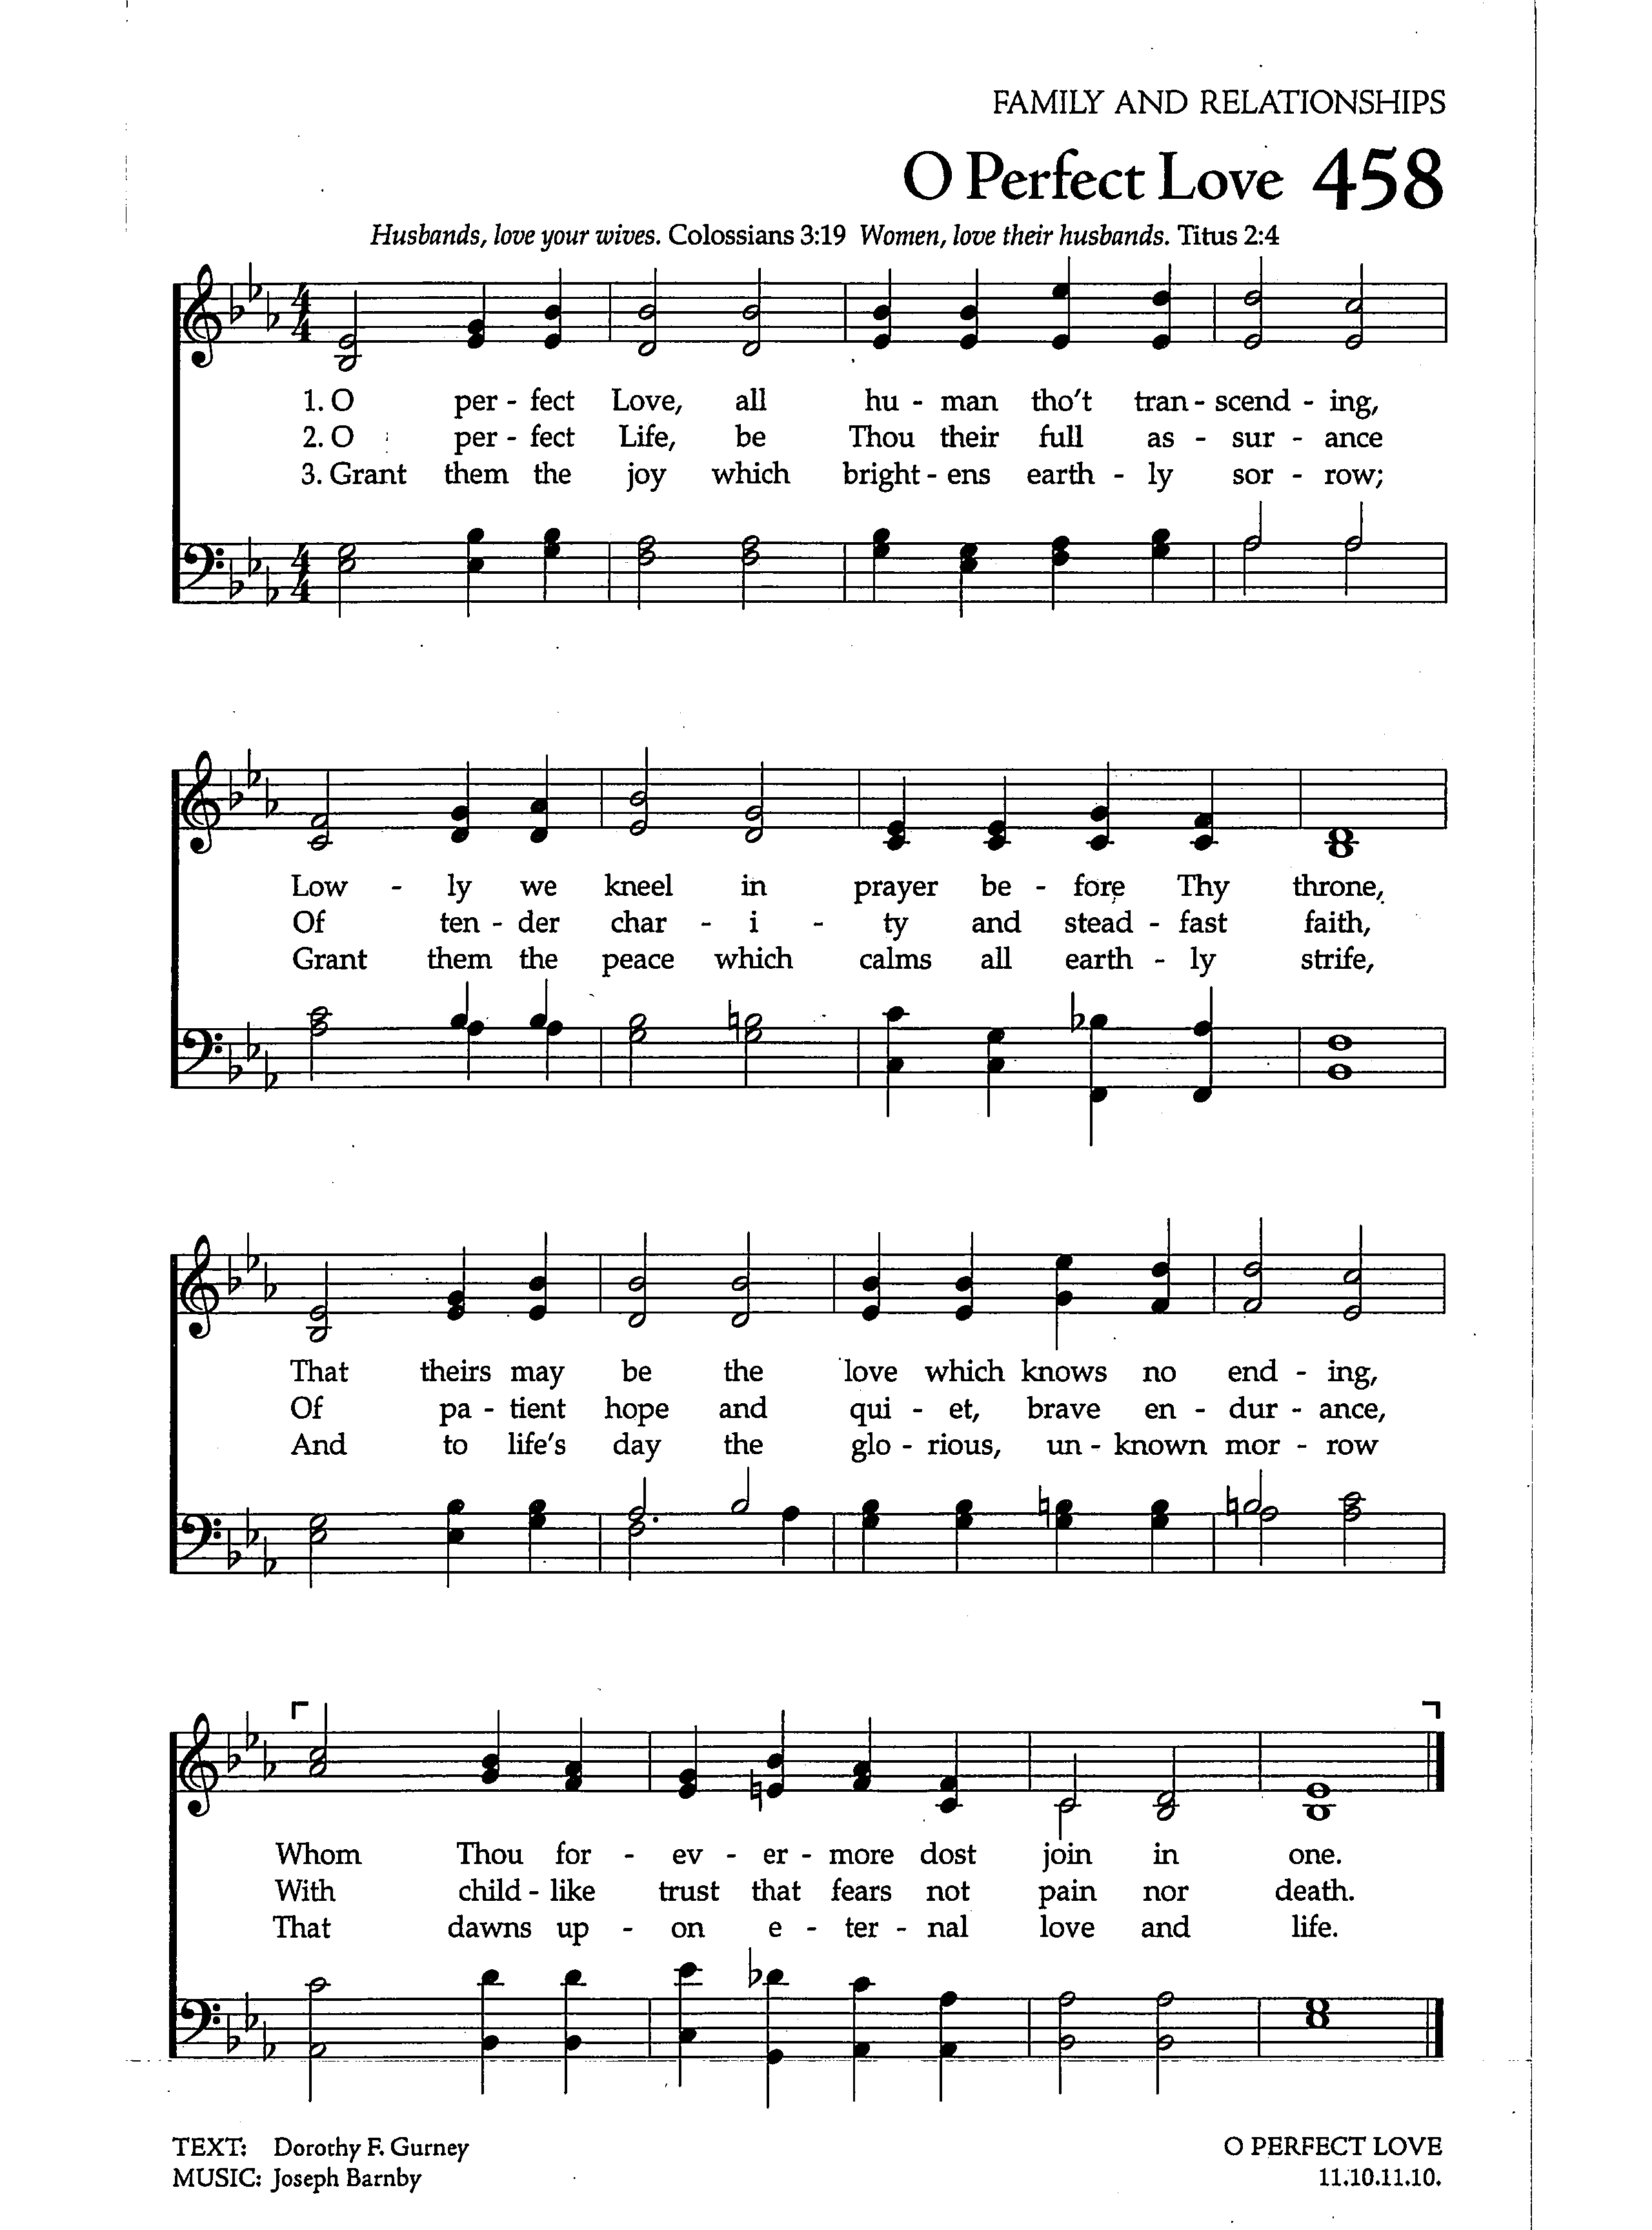 FAMILY AND RELATIONSHIPS
O Perfect Love 458
Husbands, love your wives. Colossians 3:19 Women, love their husbands. Titus 2:4
1. O per - fect Love, all hu - man tho't tran - scend - ing,
2. O per - fect Life, be Thou their full as - sur - ance
3. Grant them the joy which bright - ens earth - ly sor - row;
Low - ly we kneel in prayer be - fore Thy throne,
Of ten - der char - i - ty and stead - fast faith,
Grant them the peace which calms all earth - ly strife,
That theirs may be the love which knows no end - ing,
Of pa - tient hope and qui - et, brave en - dur - ance,
And to life's day the glo - rious, un - known mor - row
Whom Thou for - ev - er - more dost join in one.
With child - like trust that fears not pain nor death.
That dawns up - on e - ter - nal love and life.
TEXT: Dorothy F. Gurney
MUSIC: Joseph Barnby
O PERFECT LOVE
11.10.11.10.